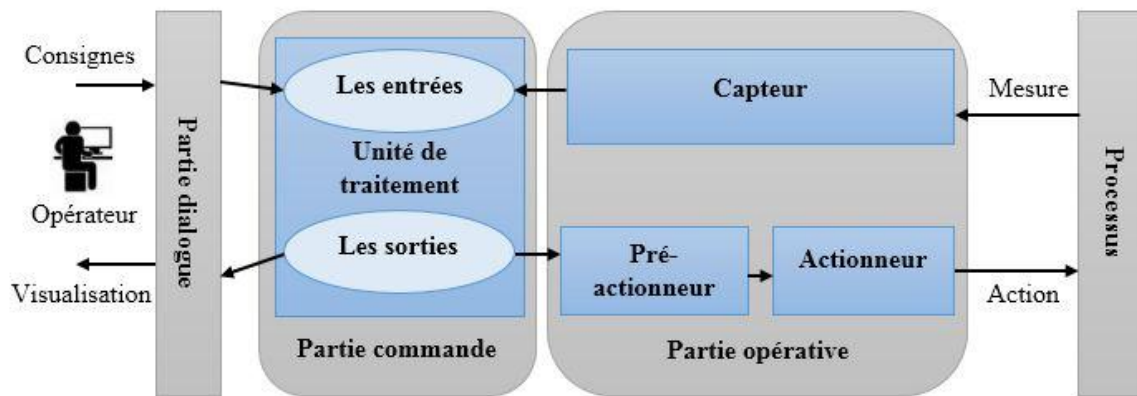 Consignes
Opérateur
Visualisation
Partie dialogue
Les entrées
Unité de
traitement
Les sorties
Partie commande
Capteur
Pré-
actionneur
Actionneur
Partie opérative
Mesure
Action
Processus